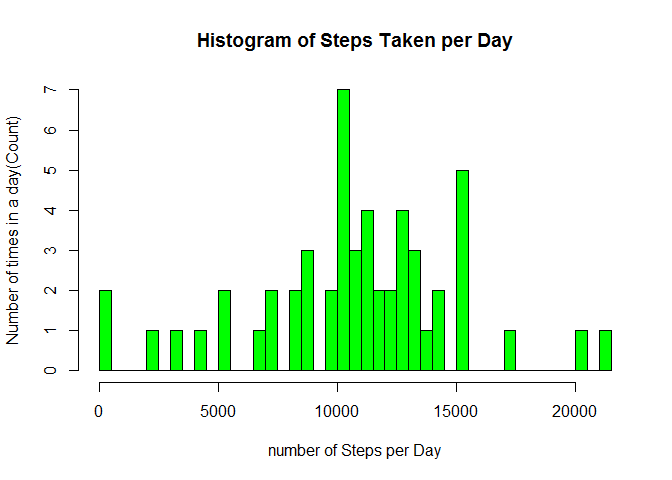 Histogram of Steps Taken per Day
Number of times in a day(Count)
7
6
5
4
3
2
1
0
0 5000 10000 15000 20000
number of Steps per Day